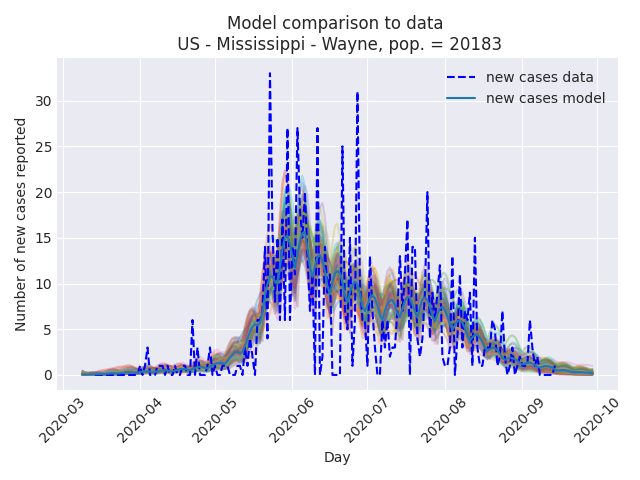 Model comparison to data
US - Mississippi - Wayne, pop. = 20183
new cases data
new cases model
Number of new cases reported
30
25
20
15
10
5
0
2020-03
2020-04
2020-05
2020-06
2020-07
2020-08
2020-09
2020-10
Day